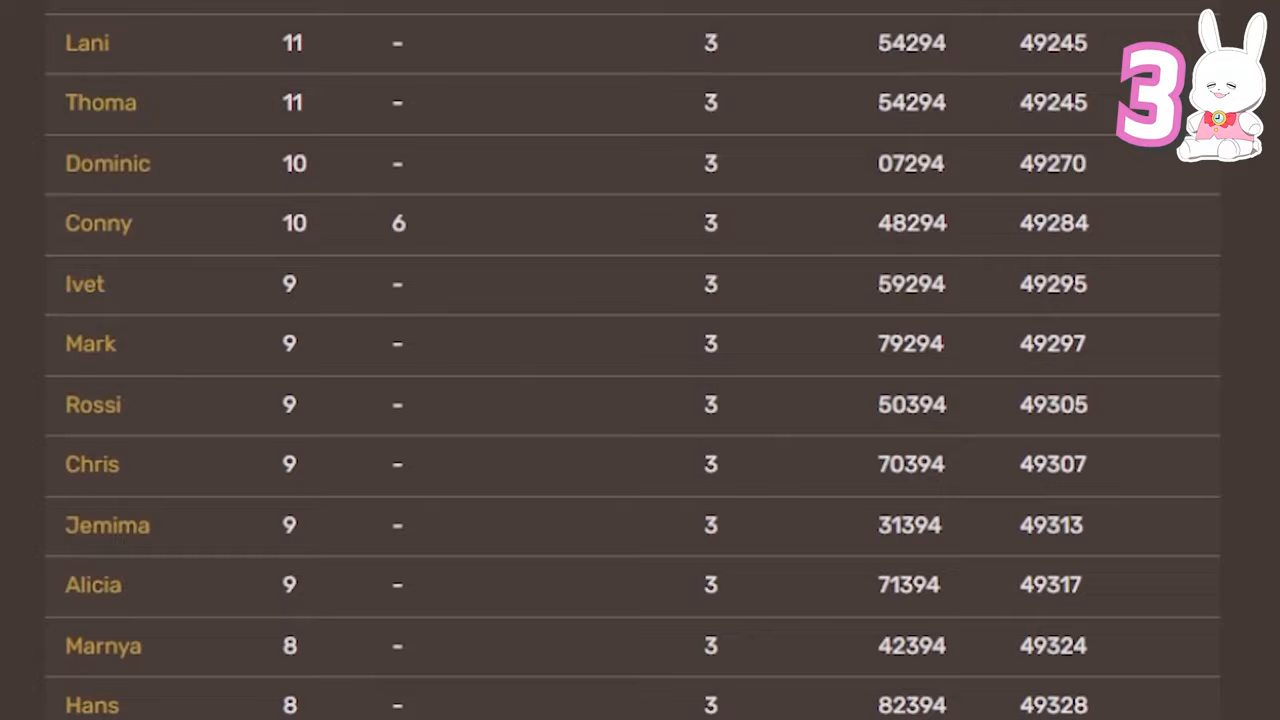 Lani 11 - 3 54294 49245
Thoma 11 - 3 54294 49245
Dominic 10 - 3 07294 49270
Conny 10 6 3 48294 49284
Ivet 9 - 3 59294 49295
Mark 9 - 3 79294 49297
Rossi 9 - 3 50394 49305
Chris 9 - 3 70394 49307
Jemima 9 - 3 31394 49313
Alicia 9 - 3 71394 49317
Marnya 8 - 3 42394 49324
Hans 8 - 3 82394 49328
3